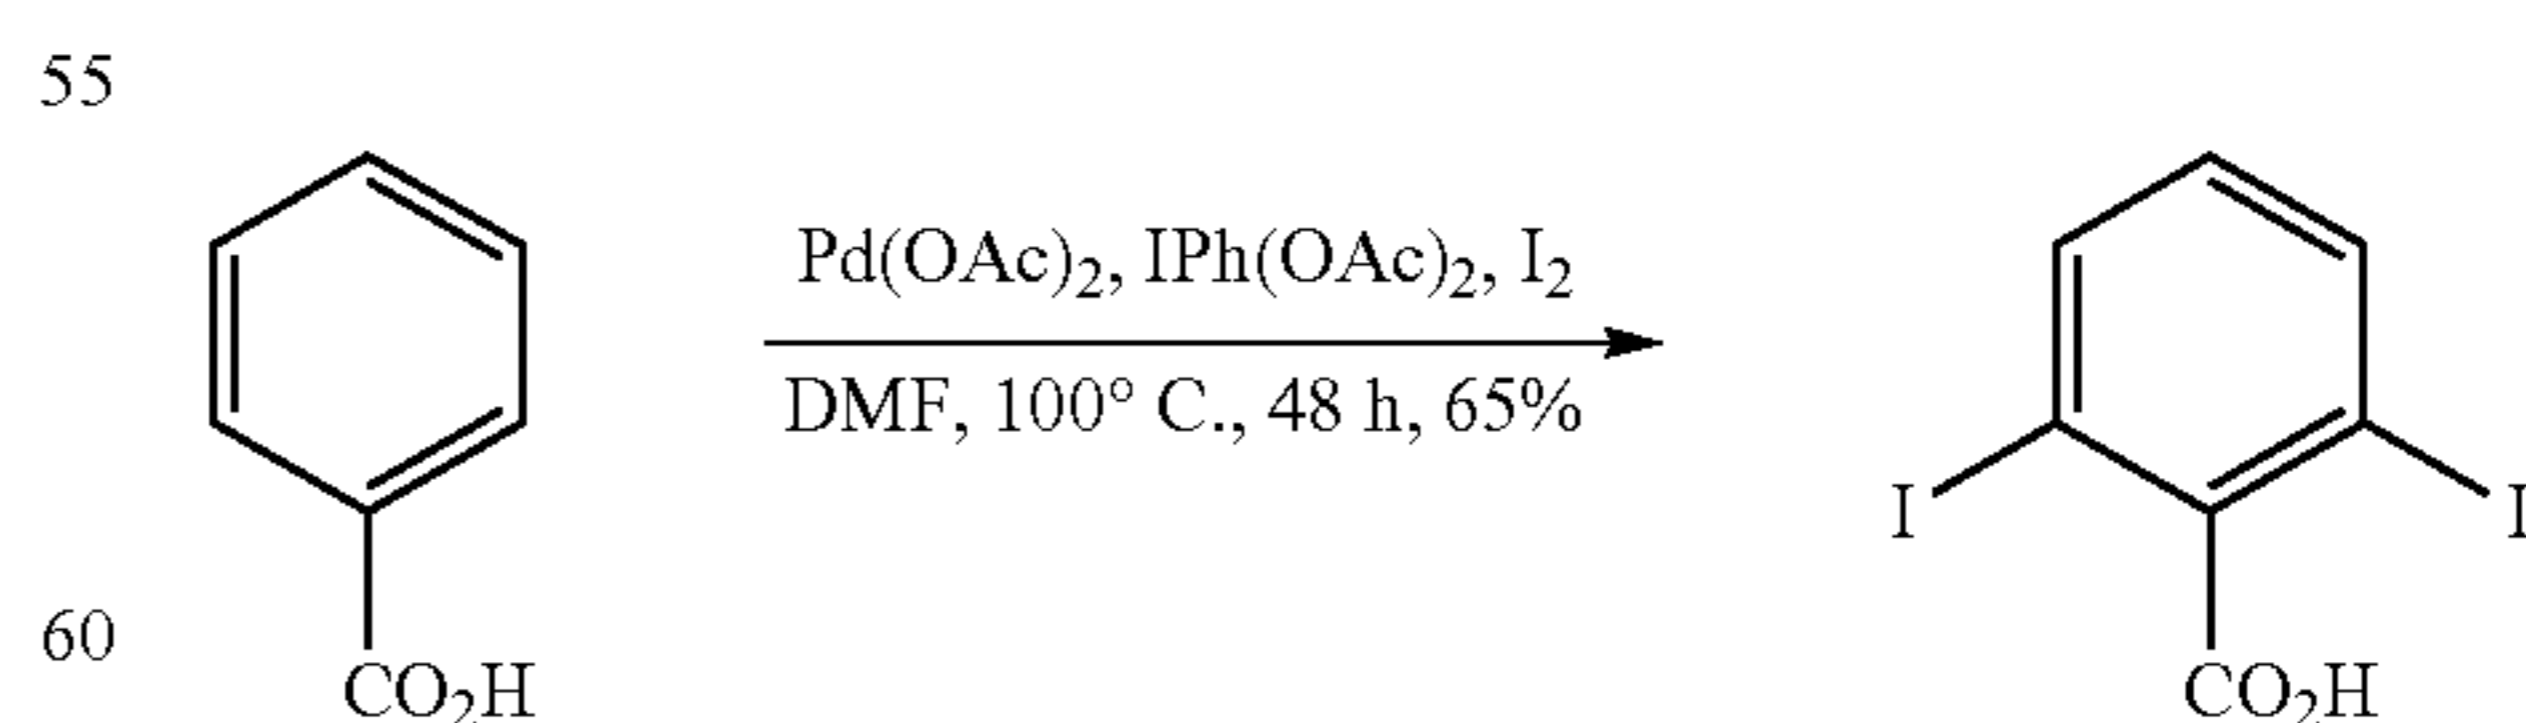 55
Pd(OAc)₂, IPh(OAc)₂, I₂
DMF, 100° C., 48 h, 65%
I I
I I
60
CO₂H CO₂H